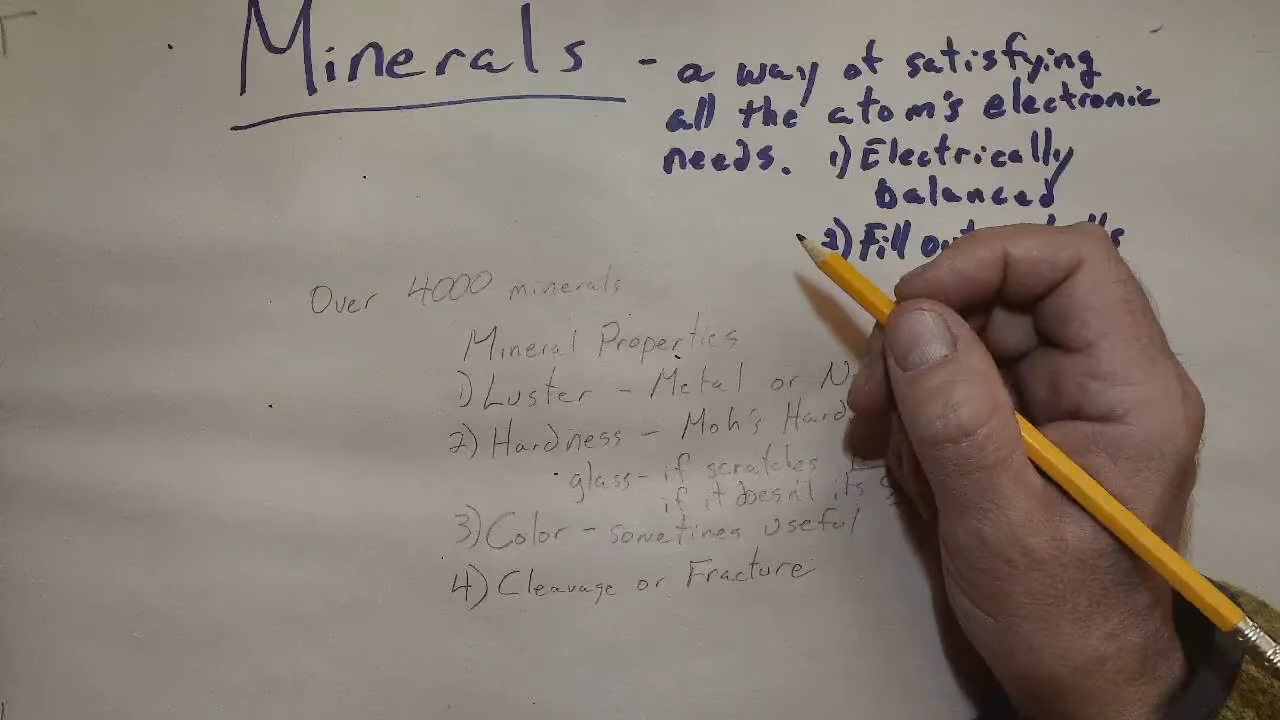 Minerals - a way of satisfying
all the atom's electronic
needs. 1) Electrically
balanced
2) Fill
Over 4000 minerals
Mineral Properties
1) Luster - Metal or
2) Hardness - Moh's
glass - if scratches
if it doesn't its
3) Color - sometimes useful
4) Cleavage or Fracture